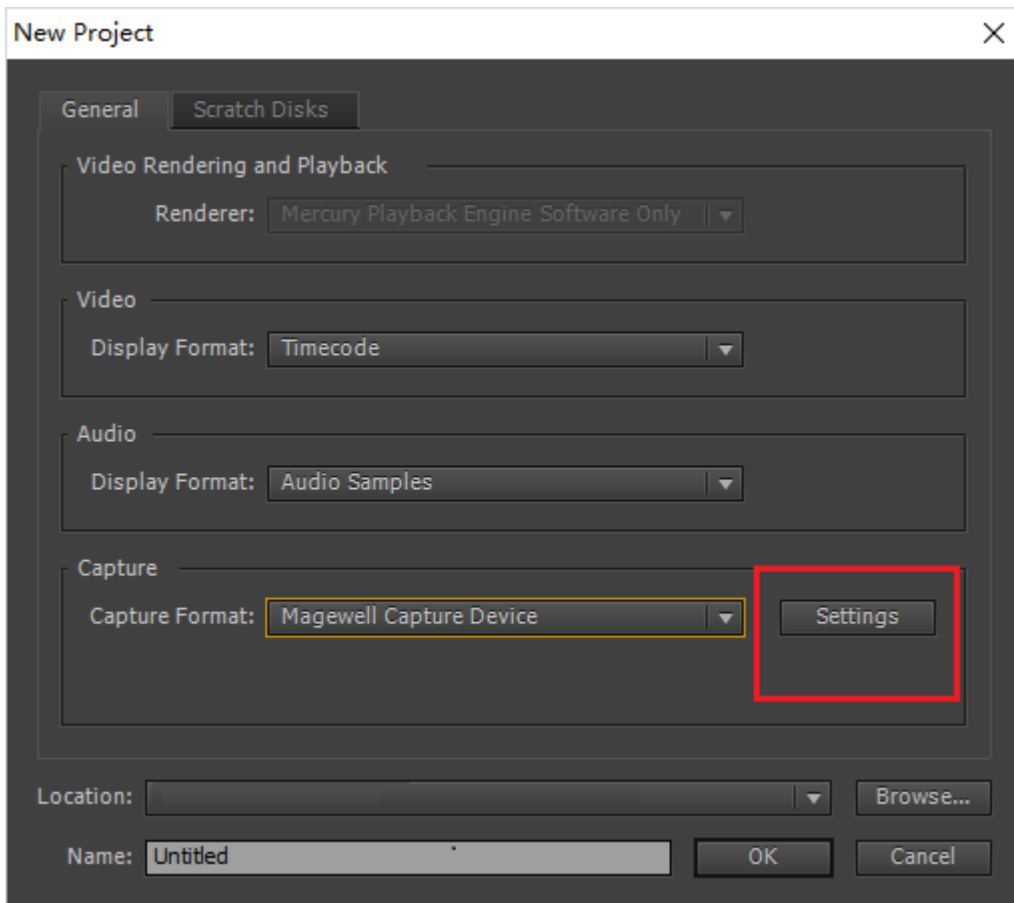 New Project
General Scratch Disks
Video Rendering and Playback
Renderer: Mercury Playback Engine Software Only
Video
Display Format: Timecode
Audio
Display Format: Audio Samples
Capture
Capture Format: Magewell Capture Device Settings
Location: Browse...
Name: Untitled OK Cancel